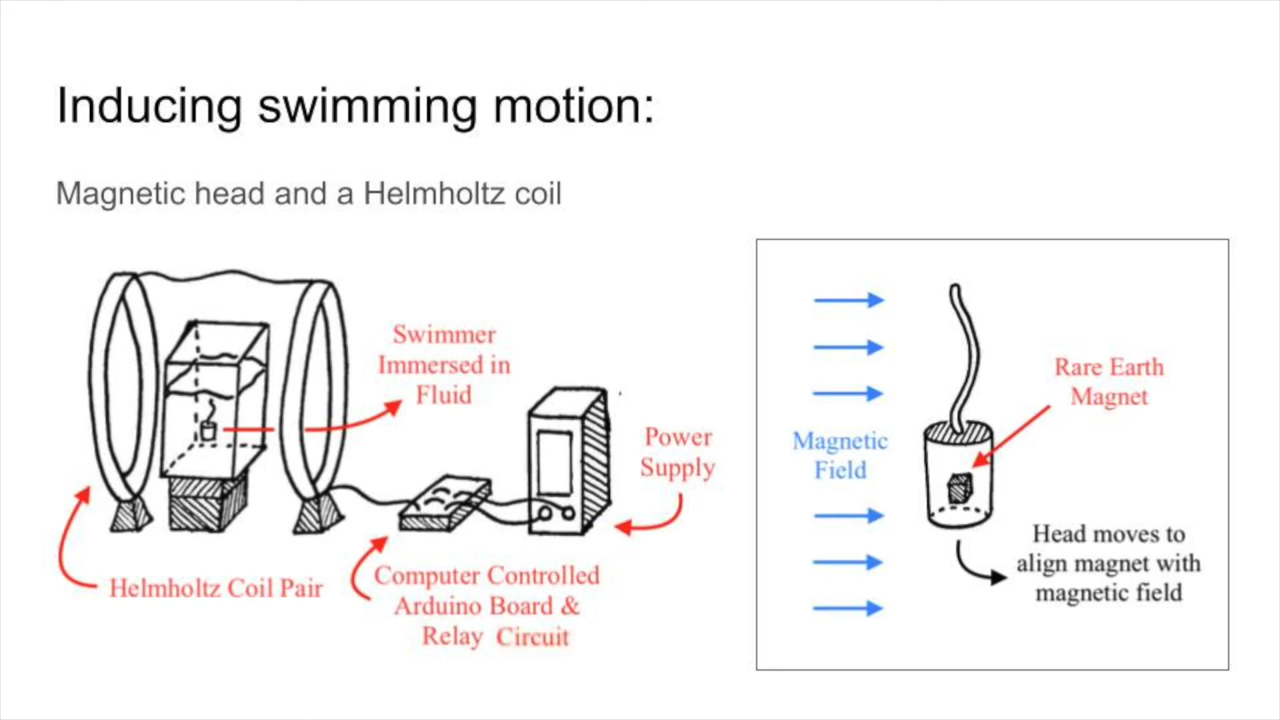 Inducing swimming motion:
Magnetic head and a Helmholtz coil
Swimmer
Immersed in
Fluid
Power
Supply
Helmholtz Coil Pair
Computer Controlled
Arduino Board &
Relay Circuit
Magnetic
Field
Rare Earth
Magnet
Head moves to
align magnet with
magnetic field